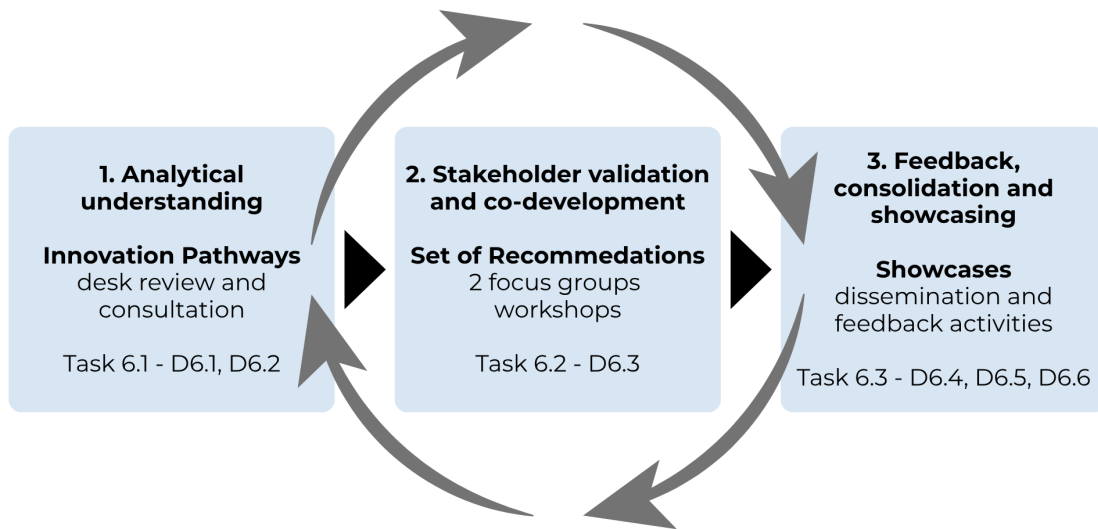 1. Analytical
understanding
Innovation Pathways
desk review and
consultation
Task 6.1 - D6.1, D6.2
2. Stakeholder validation
and co-development
Set of Recommedations
2 focus groups
workshops
Task 6.2 - D6.3
3. Feedback,
consolidation and
showcasing
Showcases
dissemination and
feedback activities
Task 6.3 - D6.4, D6.5, D6.6